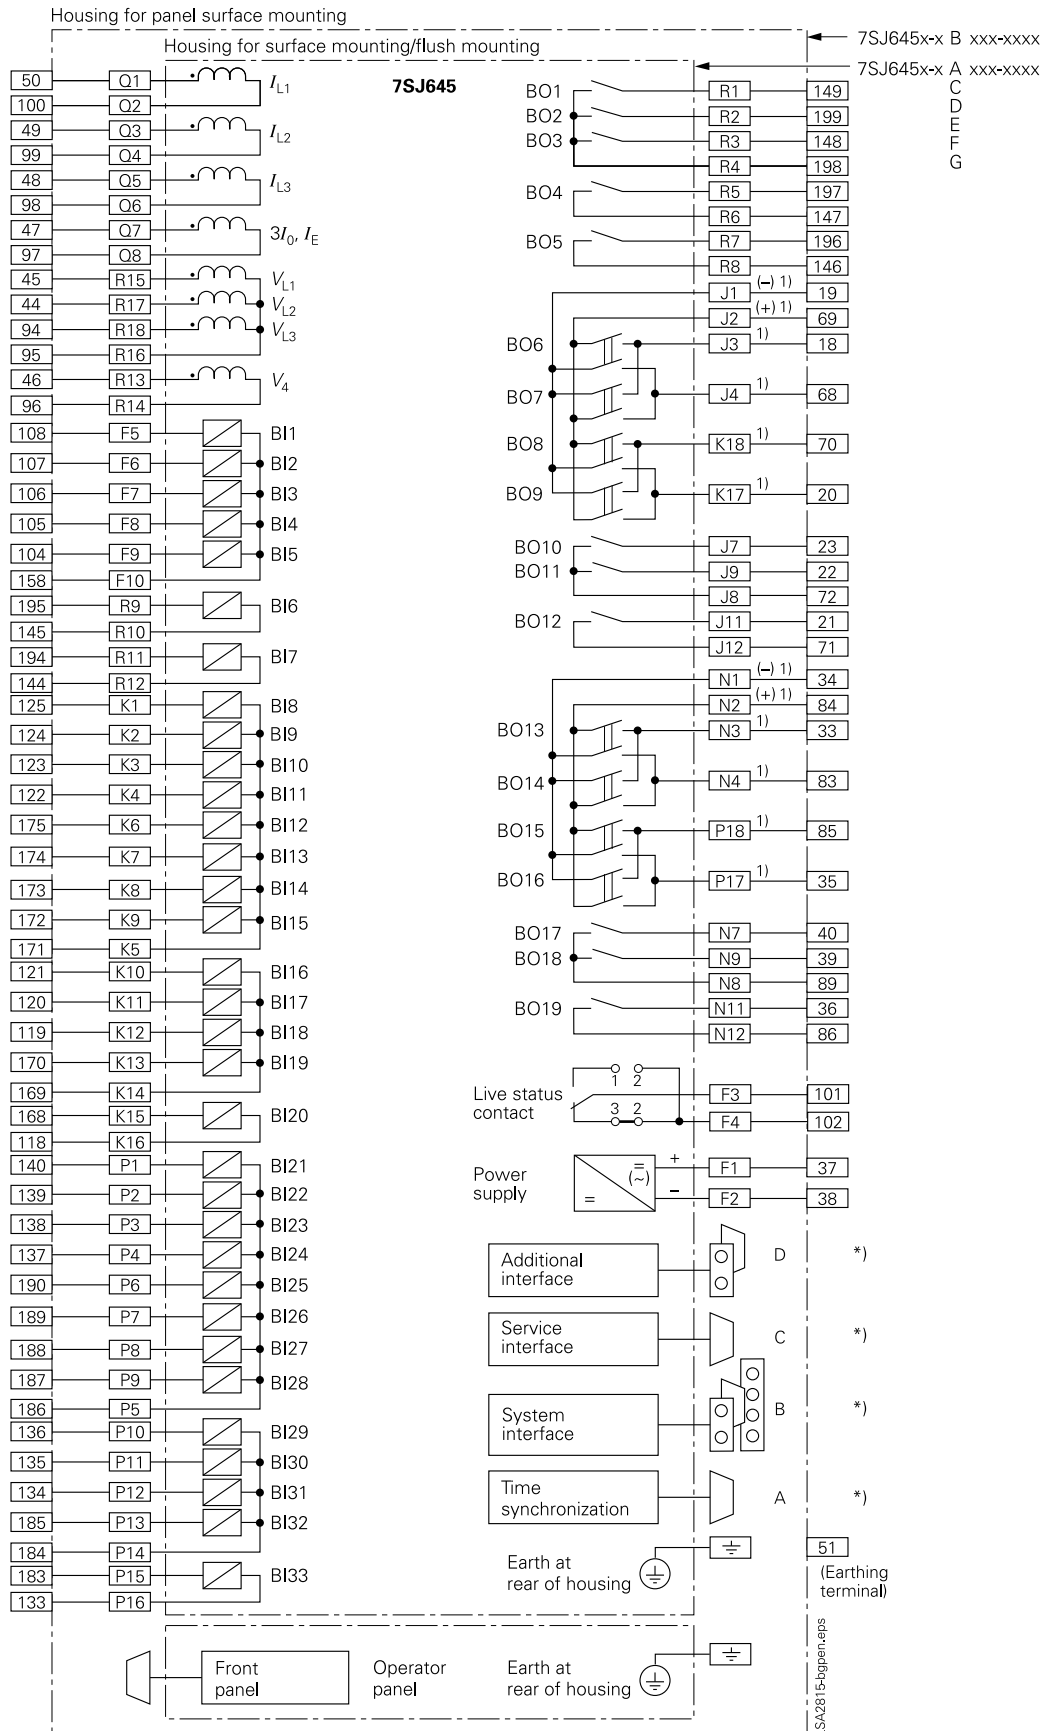 Housing for panel surface mounting
7SJ645x-x B xxx-xxxx
Housing for surface mounting/flush mounting
7SJ645x-x A xxx-xxxx
C
D
E
F
G
7SJ645
50 Q1 IL1
100 Q2
49 Q3 IL2
99 Q4
48 Q5 IL3
98 Q6
47 Q7 3I0, IE
97 Q8
45 R15 VL1
44 R17 VL2
94 R18 VL3
95 R16
46 R13 V4
96 R14
108 F5 BI1
107 F6 BI2
106 F7 BI3
105 F8 BI4
104 F9 BI5
158 F10
195 R9 BI6
145 R10
194 R11 BI7
144 R12
125 K1 BI8
124 K2 BI9
123 K3 BI10
122 K4 BI11
175 K6 BI12
174 K7 BI13
173 K8 BI14
172 K9 BI15
171 K5
121 K10 BI16
120 K11 BI17
119 K12 BI18
170 K13 BI19
169 K14
168 K15 BI20
118 K16
140 P1 BI21
139 P2 BI22
138 P3 BI23
137 P4 BI24
190 P6 BI25
189 P7 BI26
188 P8 BI27
187 P9 BI28
186 P5
136 P10 BI29
135 P11 BI30
134 P12 BI31
185 P13 BI32
184 P14
183 P15 BI33
133 P16
BO1 R1 149
BO2 R2 199
BO3 R3 148
R4 198
BO4 R5 197
R6 147
BO5 R7 196
R8 146
J1 (–) 1) 19
J2 (+) 1) 69
BO6 J3 1) 18
BO7 J4 1) 68
BO8 K18 1) 70
BO9 K17 1) 20
BO10 J7 23
BO11 J9 22
J8 72
BO12 J11 21
J12 71
N1 (–) 1) 34
N2 (+) 1) 84
BO13 N3 1) 33
BO14 N4 1) 83
BO15 P18 1) 85
BO16 P17 1) 35
BO17 N7 40
BO18 N9 39
N8 89
BO19 N11 36
N12 86
1 2
Live status F3 101
contact 3 2 F4 102
Power = (~) + F1 37
supply = – F2 38
Additional
interface D *)
Service
interface C *)
System
interface B *)
Time
synchronization A *)
Earth at
rear of housing
51
(Earthing
terminal)
Front
panel
Operator
panel
Earth at
rear of housing
SA2815-bgpen.eps